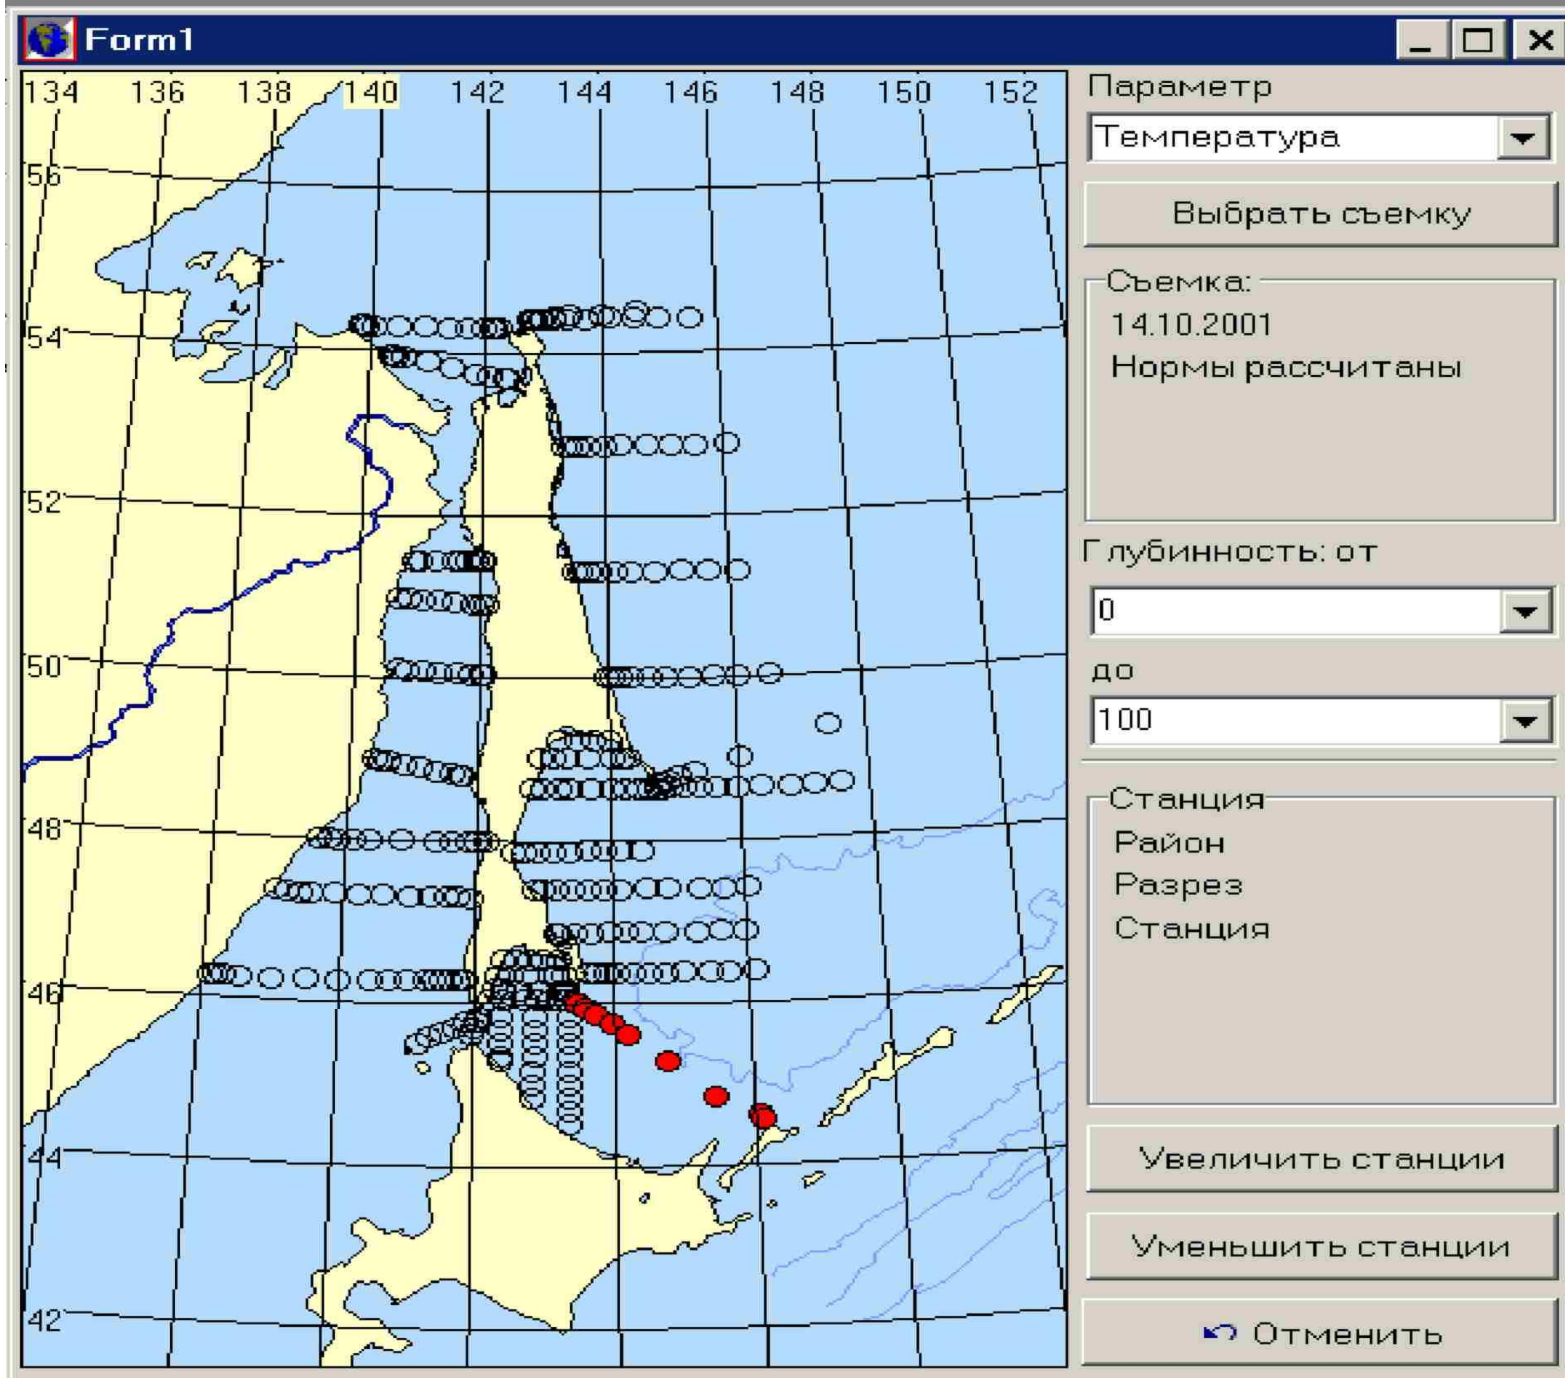 Form1
134 136 138 140 142 144 146 148 150 152
56
54
52
50
48
46
44
42
Параметр
Температура
Выбрать съемку
Съемка:
14.10.2001
Нормы рассчитаны
Глубинность: от
0
до
100
Станция
Район
Разрез
Станция
Увеличить станции
Уменьшить станции
Отменить